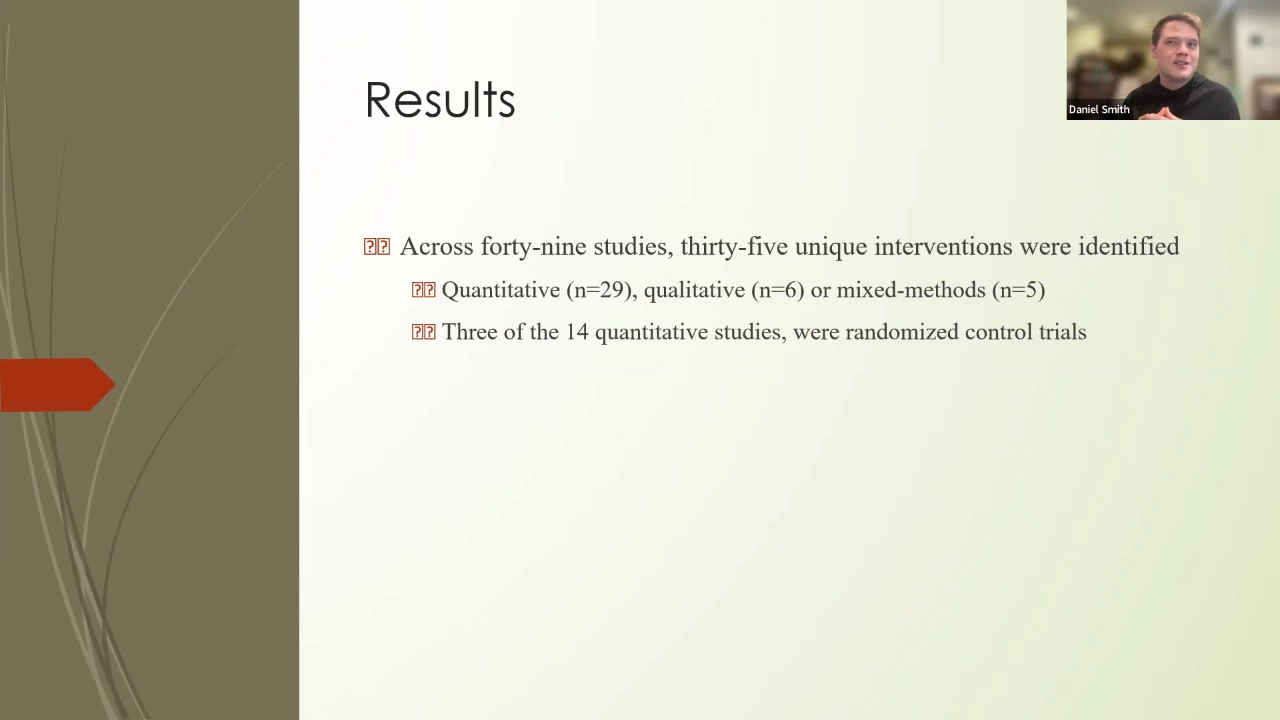 Results
Daniel Smith
Across forty-nine studies, thirty-five unique interventions were identified
Quantitative (n=29), qualitative (n=6) or mixed-methods (n=5)
Three of the 14 quantitative studies, were randomized control trials